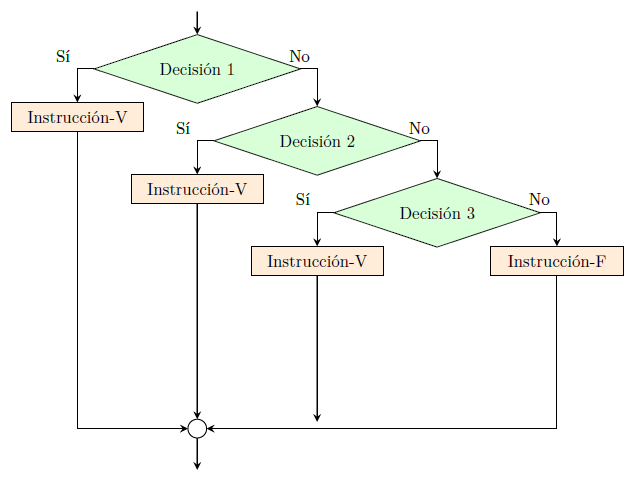 Sí
Decisión 1
No
Instrucción-V
Sí
Decisión 2
No
Instrucción-V
Sí
Decisión 3
No
Instrucción-V
Instrucción-F